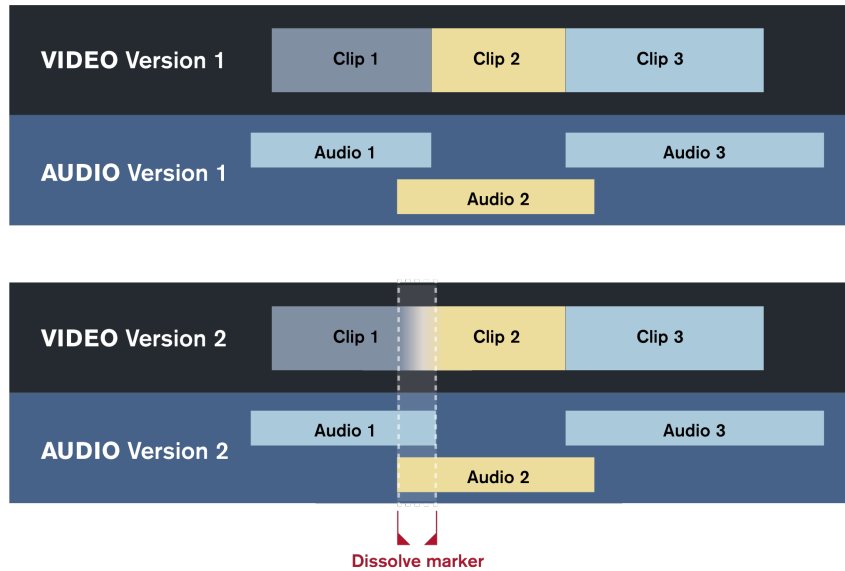 VIDEO Version 1
Clip 1
Clip 2
Clip 3
AUDIO Version 1
Audio 1
Audio 3
Audio 2
VIDEO Version 2
Clip 1
Clip 2
Clip 3
AUDIO Version 2
Audio 1
Audio 3
Audio 2
Dissolve marker